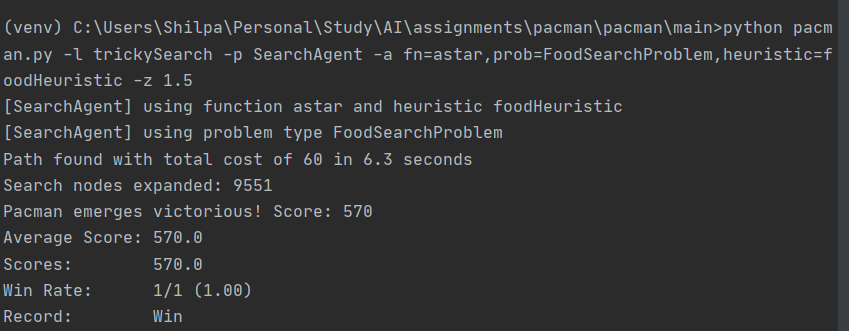 (venv) C:\Users\Shilpa\Personal\Study\AI\assignments\pacman\pacman\main>python pacm
an.py -l trickySearch -p SearchAgent -a fn=astar,prob=FoodSearchProblem,heuristic=f
oodHeuristic -z 1.5
[SearchAgent] using function astar and heuristic foodHeuristic
[SearchAgent] using problem type FoodSearchProblem
Path found with total cost of 60 in 6.3 seconds
Search nodes expanded: 9551
Pacman emerges victorious! Score: 570
Average Score: 570.0
Scores:        570.0
Win Rate:      1/1 (1.00)
Record:        Win